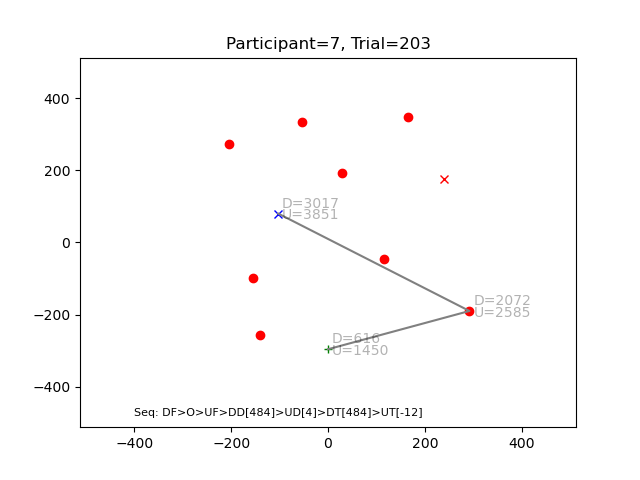 Participant=7, Trial=203
400
200
0
−200
−400
D=3017
U=3851
D=2072
U=2585
D=616
U=1450
Seq: DF>O>UF>DD[484]>UD[4]>DT[484]>UT[-12]
−400 −200 0 200 400